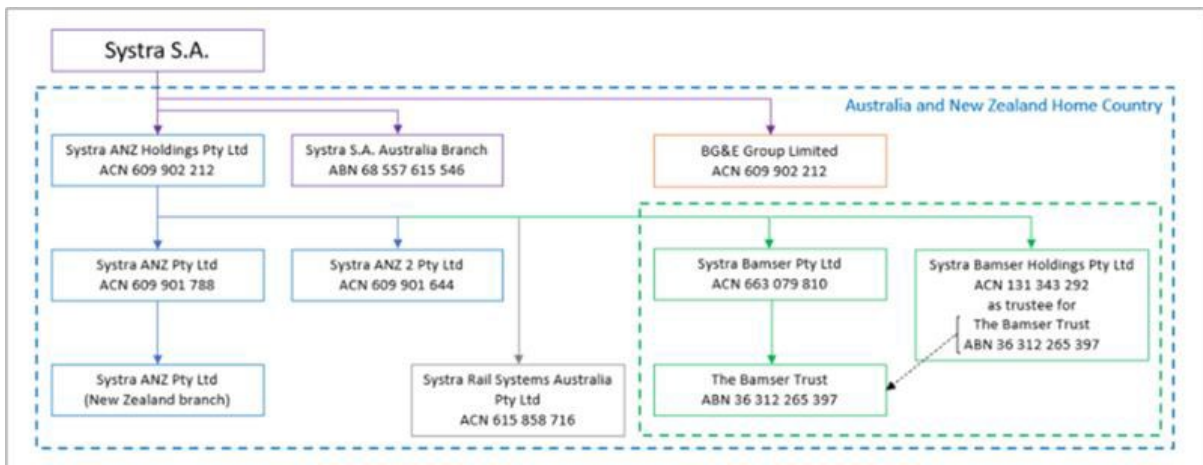 Systra S.A.
Australia and New Zealand Home Country
Systra ANZ Holdings Pty Ltd
ACN 609 902 212
Systra S.A. Australia Branch
ABN 68 557 615 546
BG&E Group Limited
ACN 609 902 212
Systra ANZ Pty Ltd
ACN 609 901 788
Systra ANZ 2 Pty Ltd
ACN 609 901 644
Systra Bamser Pty Ltd
ACN 663 079 810
Systra Bamser Holdings Pty Ltd
ACN 131 343 292
as trustee for
The Bamser Trust
ABN 36 312 265 397
Systra ANZ Pty Ltd
(New Zealand branch)
Systra Rail Systems Australia
Pty Ltd
ACN 615 858 716
The Bamser Trust
ABN 36 312 265 397